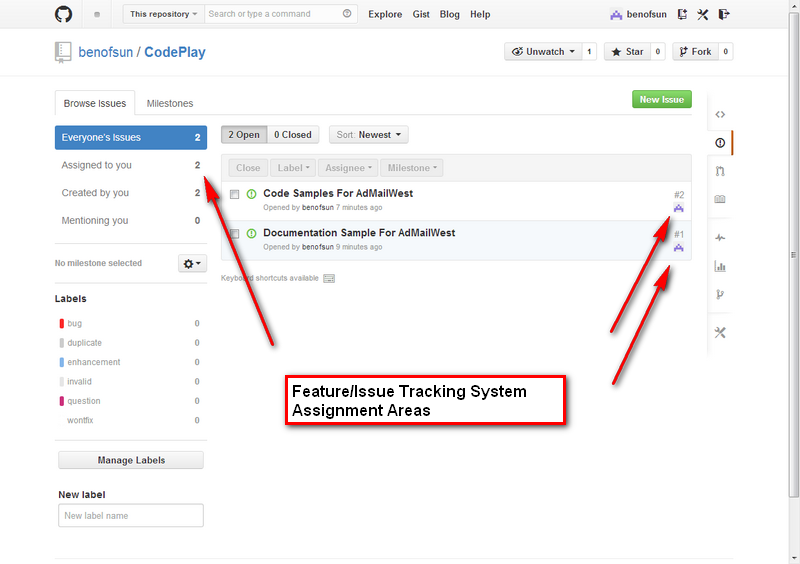 This repository Search or type a command Explore Gist Blog Help benofsun
benofsun / CodePlay Unwatch 1 Star 0 Fork 0
Browse Issues Milestones New Issue
Everyone's Issues 2
Assigned to you 2
Created by you 2
Mentioning you 0
No milestone selected
Labels
bug 0
duplicate 0
enhancement 0
invalid 0
question 0
wontfix 0
Manage Labels
New label
New label name
2 Open 0 Closed Sort: Newest
Close Label Assignee Milestone
Code Samples For AdMailWest #2
Opened by benofsun 7 minutes ago
Documentation Sample For AdMailWest #1
Opened by benofsun 9 minutes ago
Keyboard shortcuts available
Feature/Issue Tracking System
Assignment Areas